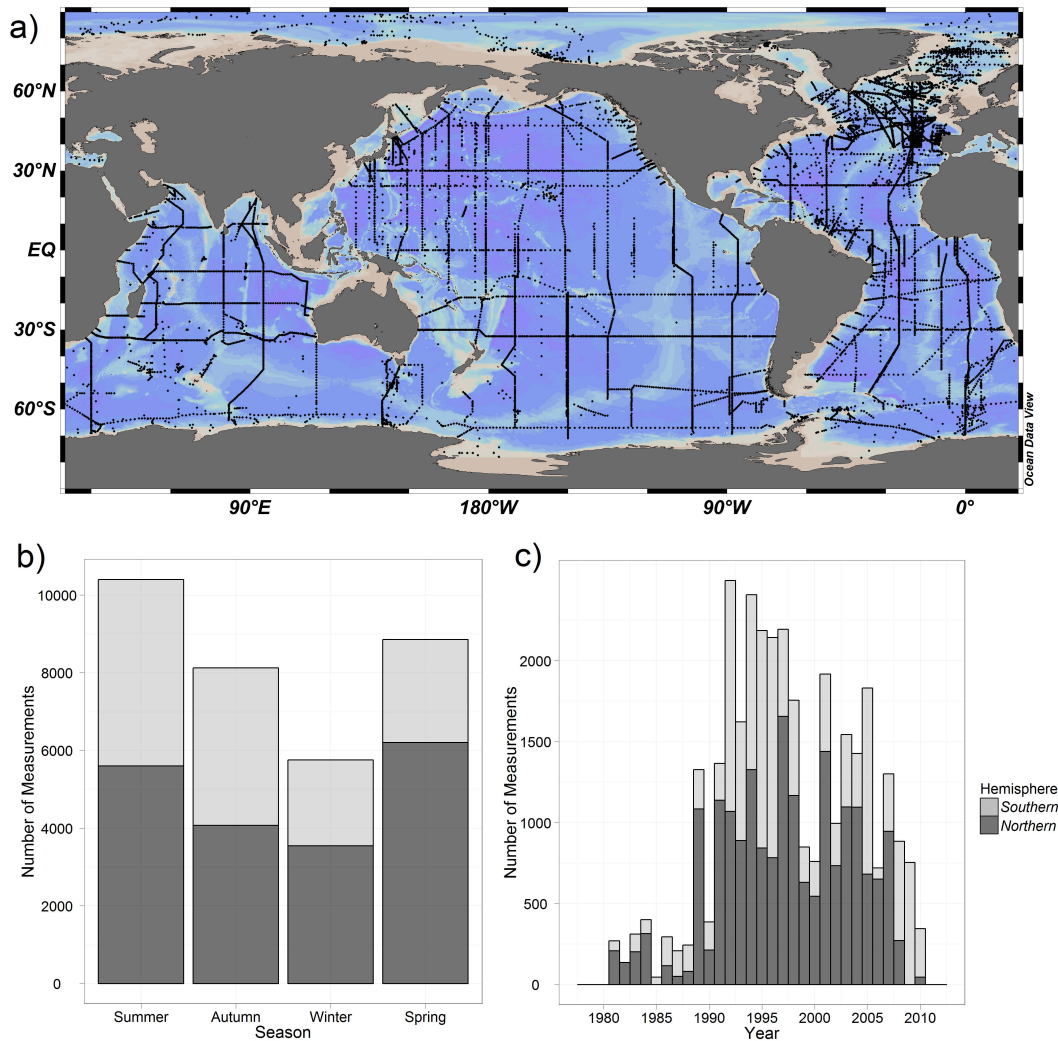 a)
60°N
30°N
EQ
30°S
60°S
90°E
180°W
90°W
0°
Ocean Data View
b)
Number of Measurements
10000
8000
6000
4000
2000
0
Summer
Autumn
Winter
Spring
Season
c)
Number of Measurements
2000
1500
1000
500
0
1980
1985
1990
1995
2000
2005
2010
Year
Hemisphere
Southern
Northern